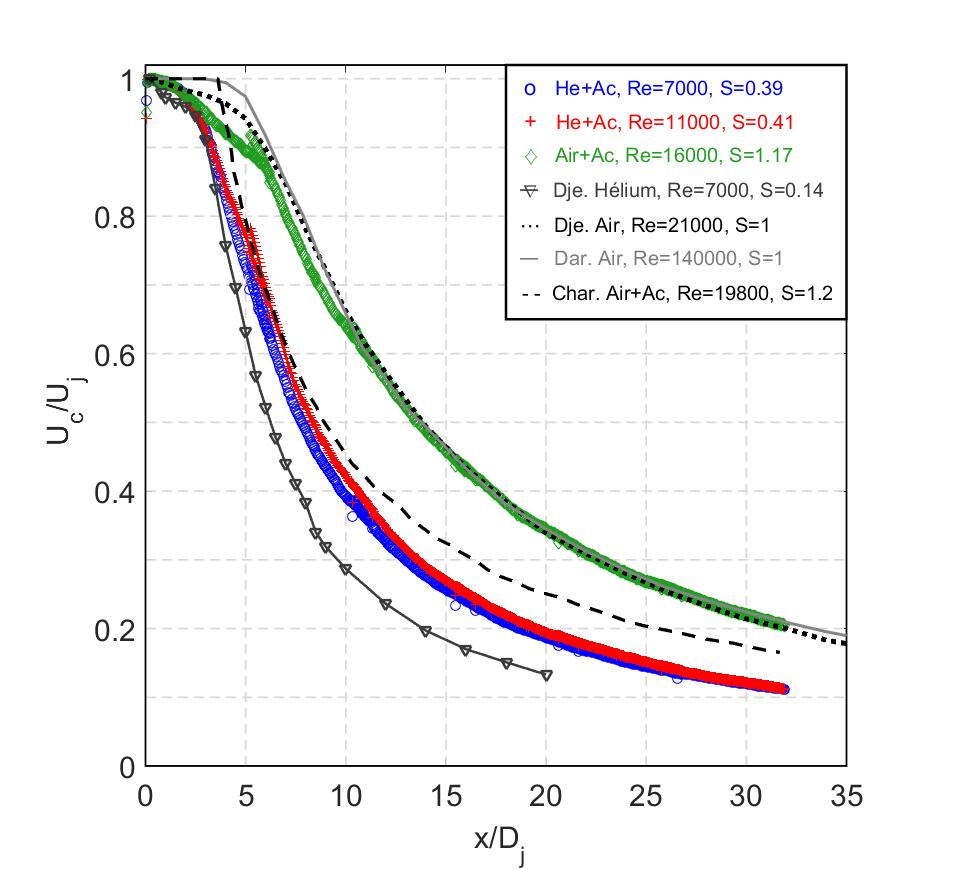 1
0.8
0.6
0.4
0.2
0
0 5 10 15 20 25 30 35
U_c/U_j
x/D_j
He+Ac, Re=7000, S=0.39
He+Ac, Re=11000, S=0.41
Air+Ac, Re=16000, S=1.17
Dje. Hélium, Re=7000, S=0.14
Dje. Air, Re=21000, S=1
Dar. Air, Re=140000, S=1
Char. Air+Ac, Re=19800, S=1.2